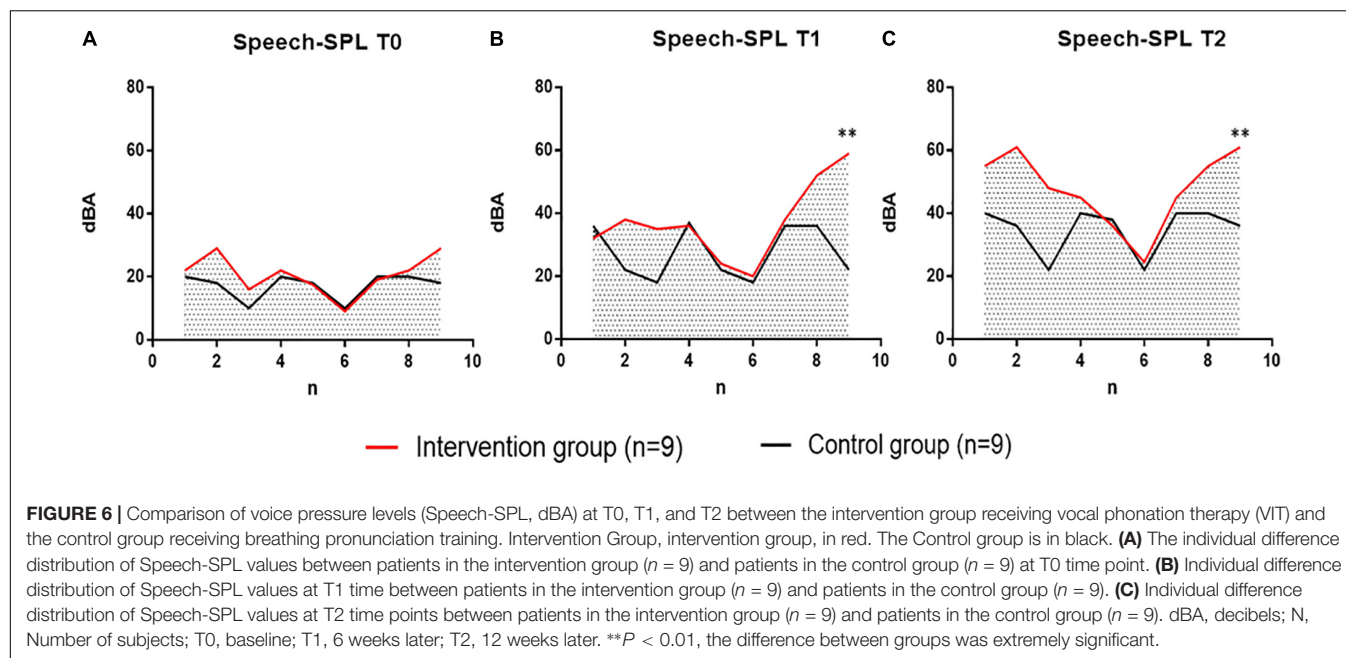 A
Speech-SPL T0
80
60
40
20
0
dBA
0 2 4 6 8 10
n
B
Speech-SPL T1
80
60
40
20
0
dBA
**
0 2 4 6 8 10
n
C
Speech-SPL T2
80
60
40
20
0
dBA
**
0 2 4 6 8 10
n
Intervention group (n=9)
Control group (n=9)
FIGURE 6 | Comparison of voice pressure levels (Speech-SPL, dBA) at T0, T1, and T2 between the intervention group receiving vocal phonation therapy (VIT) and
the control group receiving breathing pronunciation training. Intervention Group, intervention group, in red. The Control group is in black. (A) The individual difference
distribution of Speech-SPL values between patients in the intervention group (n = 9) and patients in the control group (n = 9) at T0 time point. (B) Individual difference
distribution of Speech-SPL values at T1 time between patients in the intervention group (n = 9) and patients in the control group (n = 9). (C) Individual difference
distribution of Speech-SPL values at T2 time points between patients in the intervention group (n = 9) and patients in the control group (n = 9). dBA, decibels; N,
Number of subjects; T0, baseline; T1, 6 weeks later; T2, 12 weeks later. **P < 0.01, the difference between groups was extremely significant.